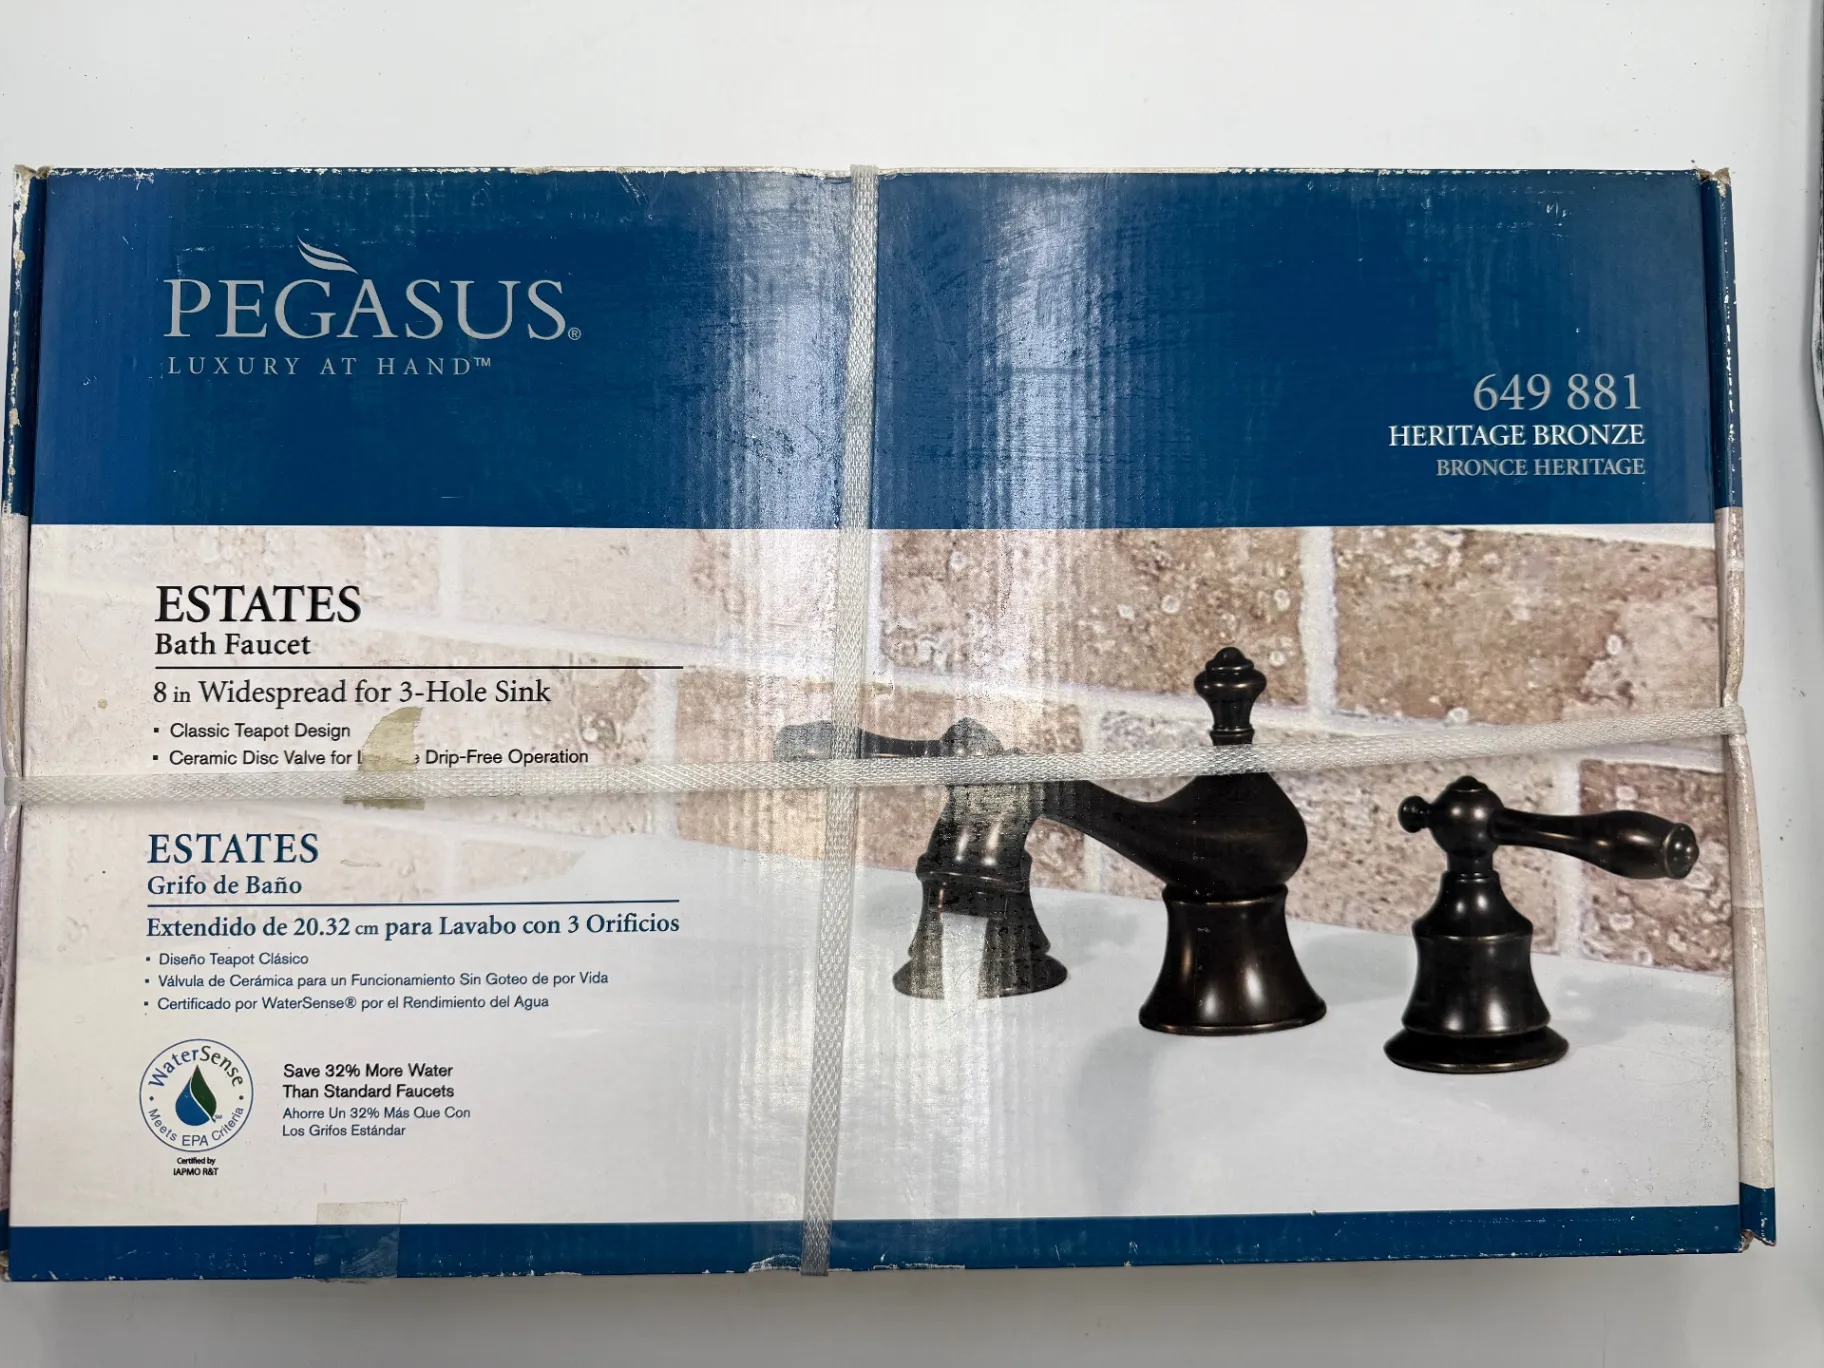 PEGASUS®
LUXURY AT HAND™
649 881
HERITAGE BRONZE
BRONCE HERITAGE
ESTATES
Bath Faucet
8 in Widespread for 3-Hole Sink
▪ Classic Teapot Design
▪ Ceramic Disc Valve for Drip-Free Operation
ESTATES
Grifo de Baño
Extendido de 20.32 cm para Lavabo con 3 Orificios
▪ Diseño Teapot Clásico
▪ Válvula de Cerámica para un Funcionamiento Sin Goteo de por Vida
▪ Certificado por WaterSense® por el Rendimiento del Agua
WaterSense
Meets EPA Criteria
Certified by
IAPMO R&T
Save 32% More Water
Than Standard Faucets
Ahorre Un 32% Más Que Con
Los Grifos Estándar